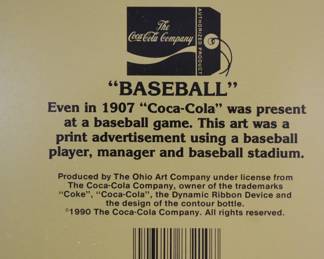 The
Coca-Cola Company
AUTHORIZED PRODUCT
"BASEBALL"
Even in 1907 "Coca-Cola" was present
at a baseball game. This art was a
print advertisement using a baseball
player, manager and baseball stadium.
Produced by The Ohio Art Company under license from
The Coca-Cola Company, owner of the trademarks
"Coke", "Coca-Cola", the Dynamic Ribbon Device and
the design of the contour bottle.
©1990 The Coca-Cola Company. All rights reserved.